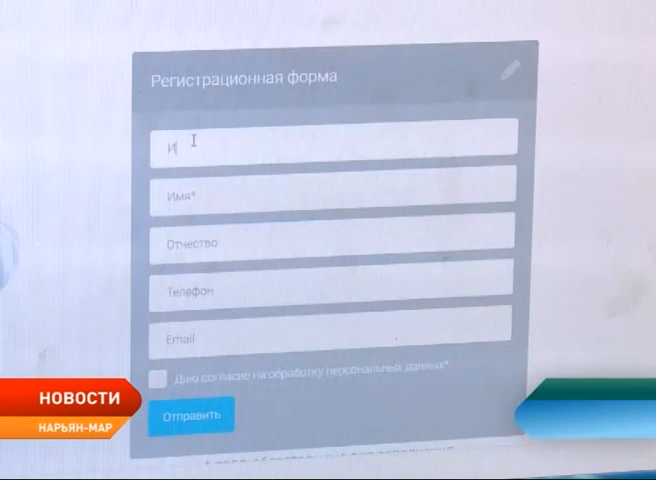 Регистрационная форма
И
Имя*
Отчество
Телефон
Email
Даю согласие на обработку персональных данных*
Отправить
НОВОСТИ
НАРЬЯН-МАР